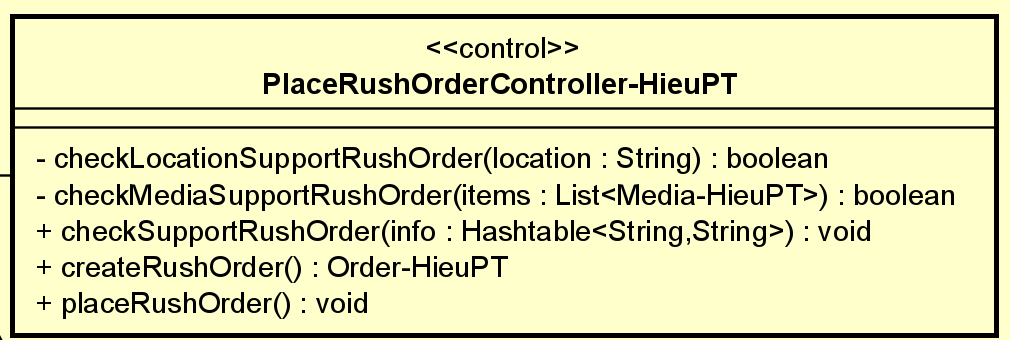 <<control>>
PlaceRushOrderController-HieuPT
- checkLocationSupportRushOrder(location : String) : boolean
- checkMediaSupportRushOrder(items : List<Media-HieuPT>) : boolean
+ checkSupportRushOrder(info : Hashtable<String,String>) : void
+ createRushOrder() : Order-HieuPT
+ placeRushOrder() : void